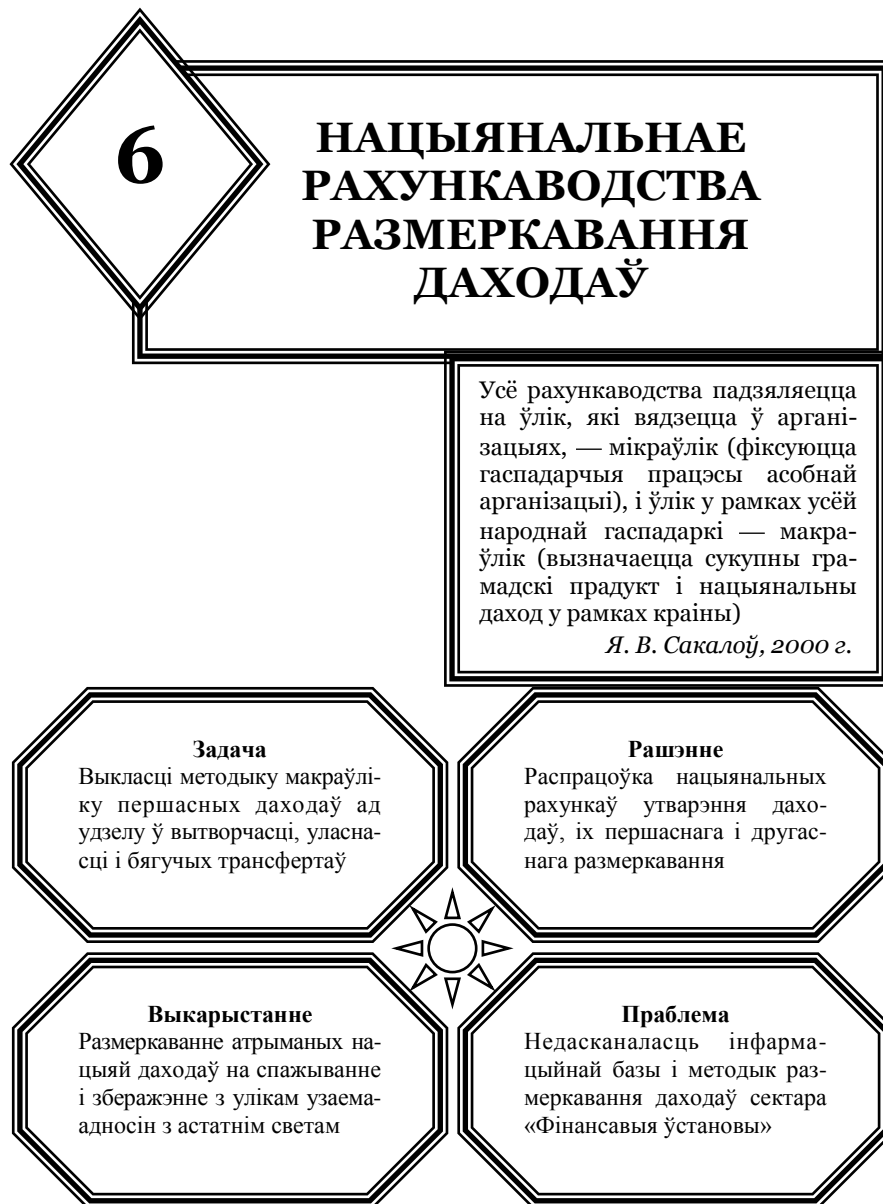 6
НАЦЫЯНАЛЬНАЕ
РАХУНКАВОДСТВА
РАЗМЕРКАВАННЯ
ДАХОДАЎ
Усё рахункаводства падзяляецца
на ўлік, які вядзецца ў аргані-
зацыях, — мікраўлік (фіксуюцца
гаспадарчыя працэсы асобнай
арганізацыі), і ўлік у рамках усёй
народнай гаспадаркі — макра-
ўлік (вызначаецца сукупны гра-
мадскі прадукт і нацыянальны
даход у рамках краіны)
Я. В. Сакалоў, 2000 г.
Задача
Выкласці методыку макраўлі-
ку першасных даходаў ад
удзелу ў вытворчасці, уласна-
сці і бягучых трансфертаў
Рашэнне
Распрацоўка нацыянальных
рахункаў утварэння дахо-
даў, іх першаснага і другас-
нага размеркавання
Выкарыстанне
Размеркаванне атрыманых на-
цыяй даходаў на спажыванне
і зберажэнне з улікам узаема-
адносін з астатнім светам
Праблема
Недасканаласць інфарма-
цыйнай базы і методык раз-
меркавання даходаў сектара
«Фінансавыя ўстановы»